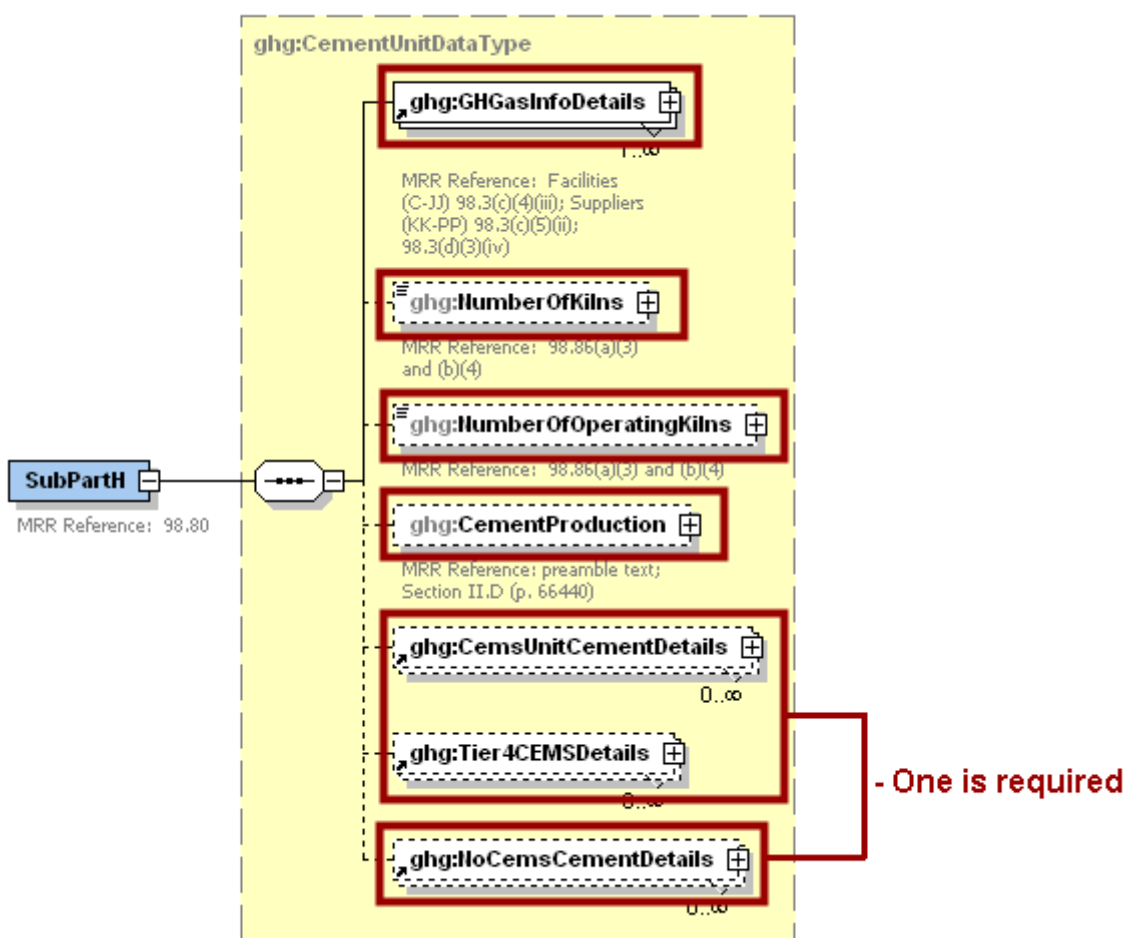 ghg:CementUnitDataType
ghg:GHGasInfoDetails
1..∞
MRR Reference:  Facilities
(C-JJ) 98.3(c)(4)(iii); Suppliers
(KK-PP) 98.3(c)(5)(ii);
98.3(d)(3)(iv)
ghg:NumberOfKilns
MRR Reference:  98.86(a)(3)
and (b)(4)
ghg:NumberOfOperatingKilns
MRR Reference:  98.86(a)(3) and (b)(4)
SubPartH
MRR Reference:  98.80
ghg:CementProduction
MRR Reference: preamble text;
Section II.D (p. 66440)
ghg:CemsUnitCementDetails
0..∞
ghg:Tier4CEMSDetails
0..∞
- One is required
ghg:NoCemsCementDetails
0..∞